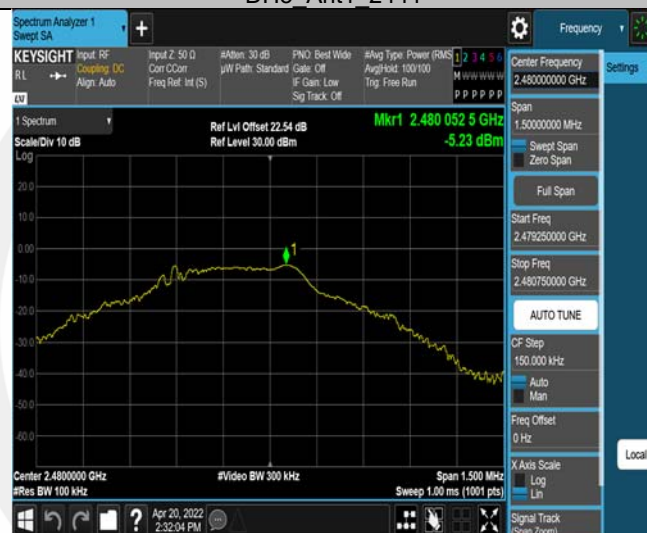 Spectrum Analyzer 1
Swept SA
+
Frequency
KEYSIGHT
RL
Input: RF
Coupling: DC
Align: Auto
Input Z: 50 Ω
Corr CCorr
Freq Ref: Int (S)
#Atten: 30 dB
µW Path: Standard
PNO: Best Wide
Gate: Off
IF Gain: Low
Sig Track: Off
#Avg Type: Power (RMS
Avg|Hold: 100/100
Trig: Free Run
1 2 3 4 5 6
M W W W W W
P P P P P P
LXI
1 Spectrum
Scale/Div 10 dB
Log
Ref Lvl Offset 22.54 dB
Ref Level 30.00 dBm
Mkr1 2.480 052 5 GHz
-5.23 dBm
20.0
10.0
0.00
-10.0
-20.0
-30.0
-40.0
-50.0
-60.0
1
Center 2.4800000 GHz
#Res BW 100 kHz
#Video BW 300 kHz
Span 1.500 MHz
Sweep 1.00 ms (1001 pts)
Apr 20, 2022
2:32:04 PM
Center Frequency
2.480000000 GHz
Span
1.50000000 MHz
Swept Span
Zero Span
Full Span
Start Freq
2.479250000 GHz
Stop Freq
2.480750000 GHz
AUTO TUNE
CF Step
150.000 kHz
Auto
Man
Freq Offset
0 Hz
X Axis Scale
Log
Lin
Signal Track
(Span Zoom)
Settings
Local